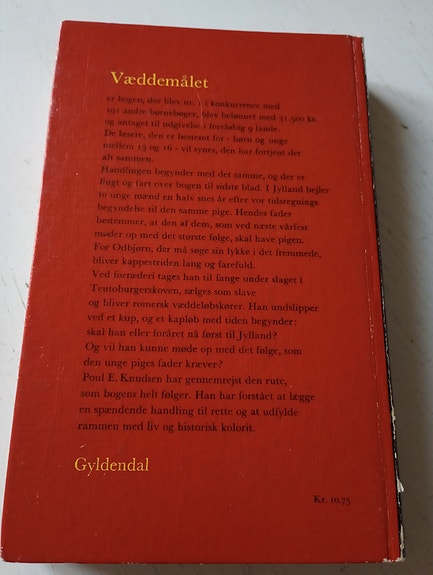 Væddemålet
er bogen, der blev nr. 1 i konkurrence med
191 andre børnebøger, blev belønnet med 31.500 kr.
og antaget til udgivelse i foreløbig 9 lande.
De læsere, den er bestemt for - børn og unge
mellem 13 og 16 - vil synes, den har fortjent det
alt sammen.
Handlingen begynder med det samme, og der er
flugt og fart over bogen til sidste blad. I Jylland bejler
to unge mænd en halv snes år efter vor tidsregnings
begyndelse til den samme pige. Hendes fader
bestemmer, at den af dem, som ved næste vårfest
møder op med det største følge, skal have pigen.
For Odbjørn, der må søge sin lykke i det fremmede,
bliver kappestriden lang og farefuld.
Ved forræderi tages han til fange under slaget i
Teutoburgerskoven, sælges som slave
og bliver romersk væddeløbskører. Han undslipper
ved et kup, og et kapløb med tiden begynder:
skal han eller foråret nå først til Jylland?
Og vil han kunne møde op med det følge, som
den unge piges fader kræver?
Poul E. Knudsen har gennemrejst den rute,
som bogens helt følger. Han har forstået at lægge
en spændende handling til rette og at udfylde
rammen med liv og historisk kolorit.
Gyldendal
Kr. 10.75